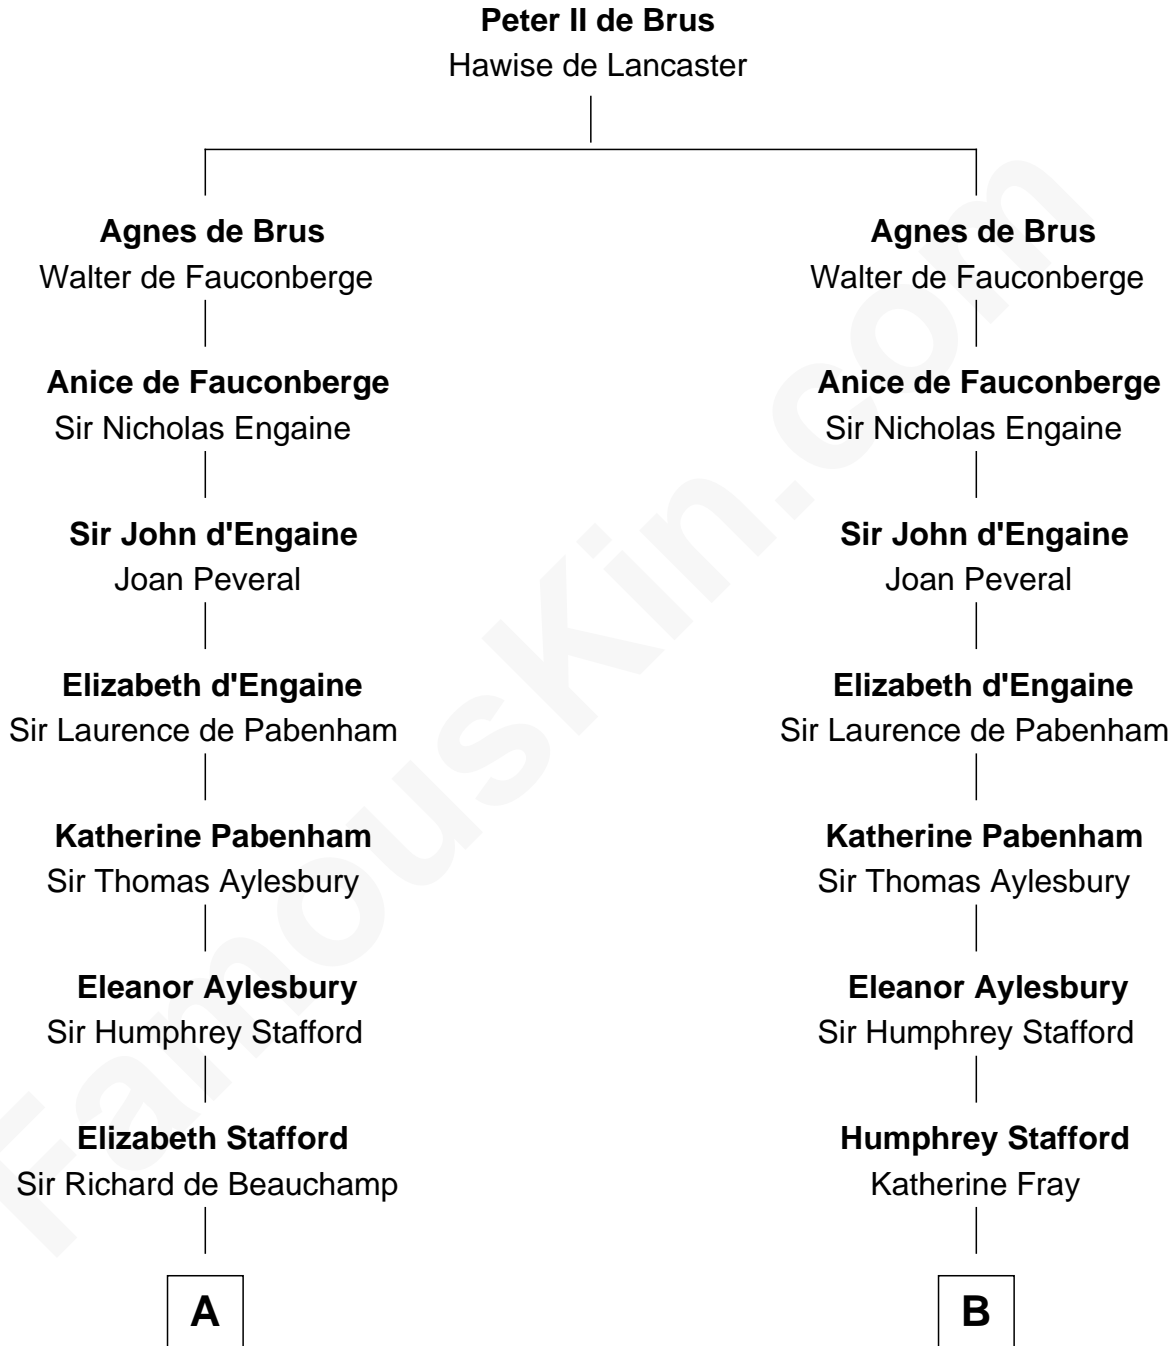 Peter II de Brus
Hawise de Lancaster
Agnes de Brus
Walter de Fauconberge
Anice de Fauconberge
Sir Nicholas Engaine
Sir John d'Engaine
Joan Peveral
Elizabeth d'Engaine
Sir Laurence de Pabenham
Katherine Pabenham
Sir Thomas Aylesbury
Eleanor Aylesbury
Sir Humphrey Stafford
Elizabeth Stafford
Sir Richard de Beauchamp
A
Agnes de Brus
Walter de Fauconberge
Anice de Fauconberge
Sir Nicholas Engaine
Sir John d'Engaine
Joan Peveral
Elizabeth d'Engaine
Sir Laurence de Pabenham
Katherine Pabenham
Sir Thomas Aylesbury
Eleanor Aylesbury
Sir Humphrey Stafford
Humphrey Stafford
Katherine Fray
B
FamousKin.com